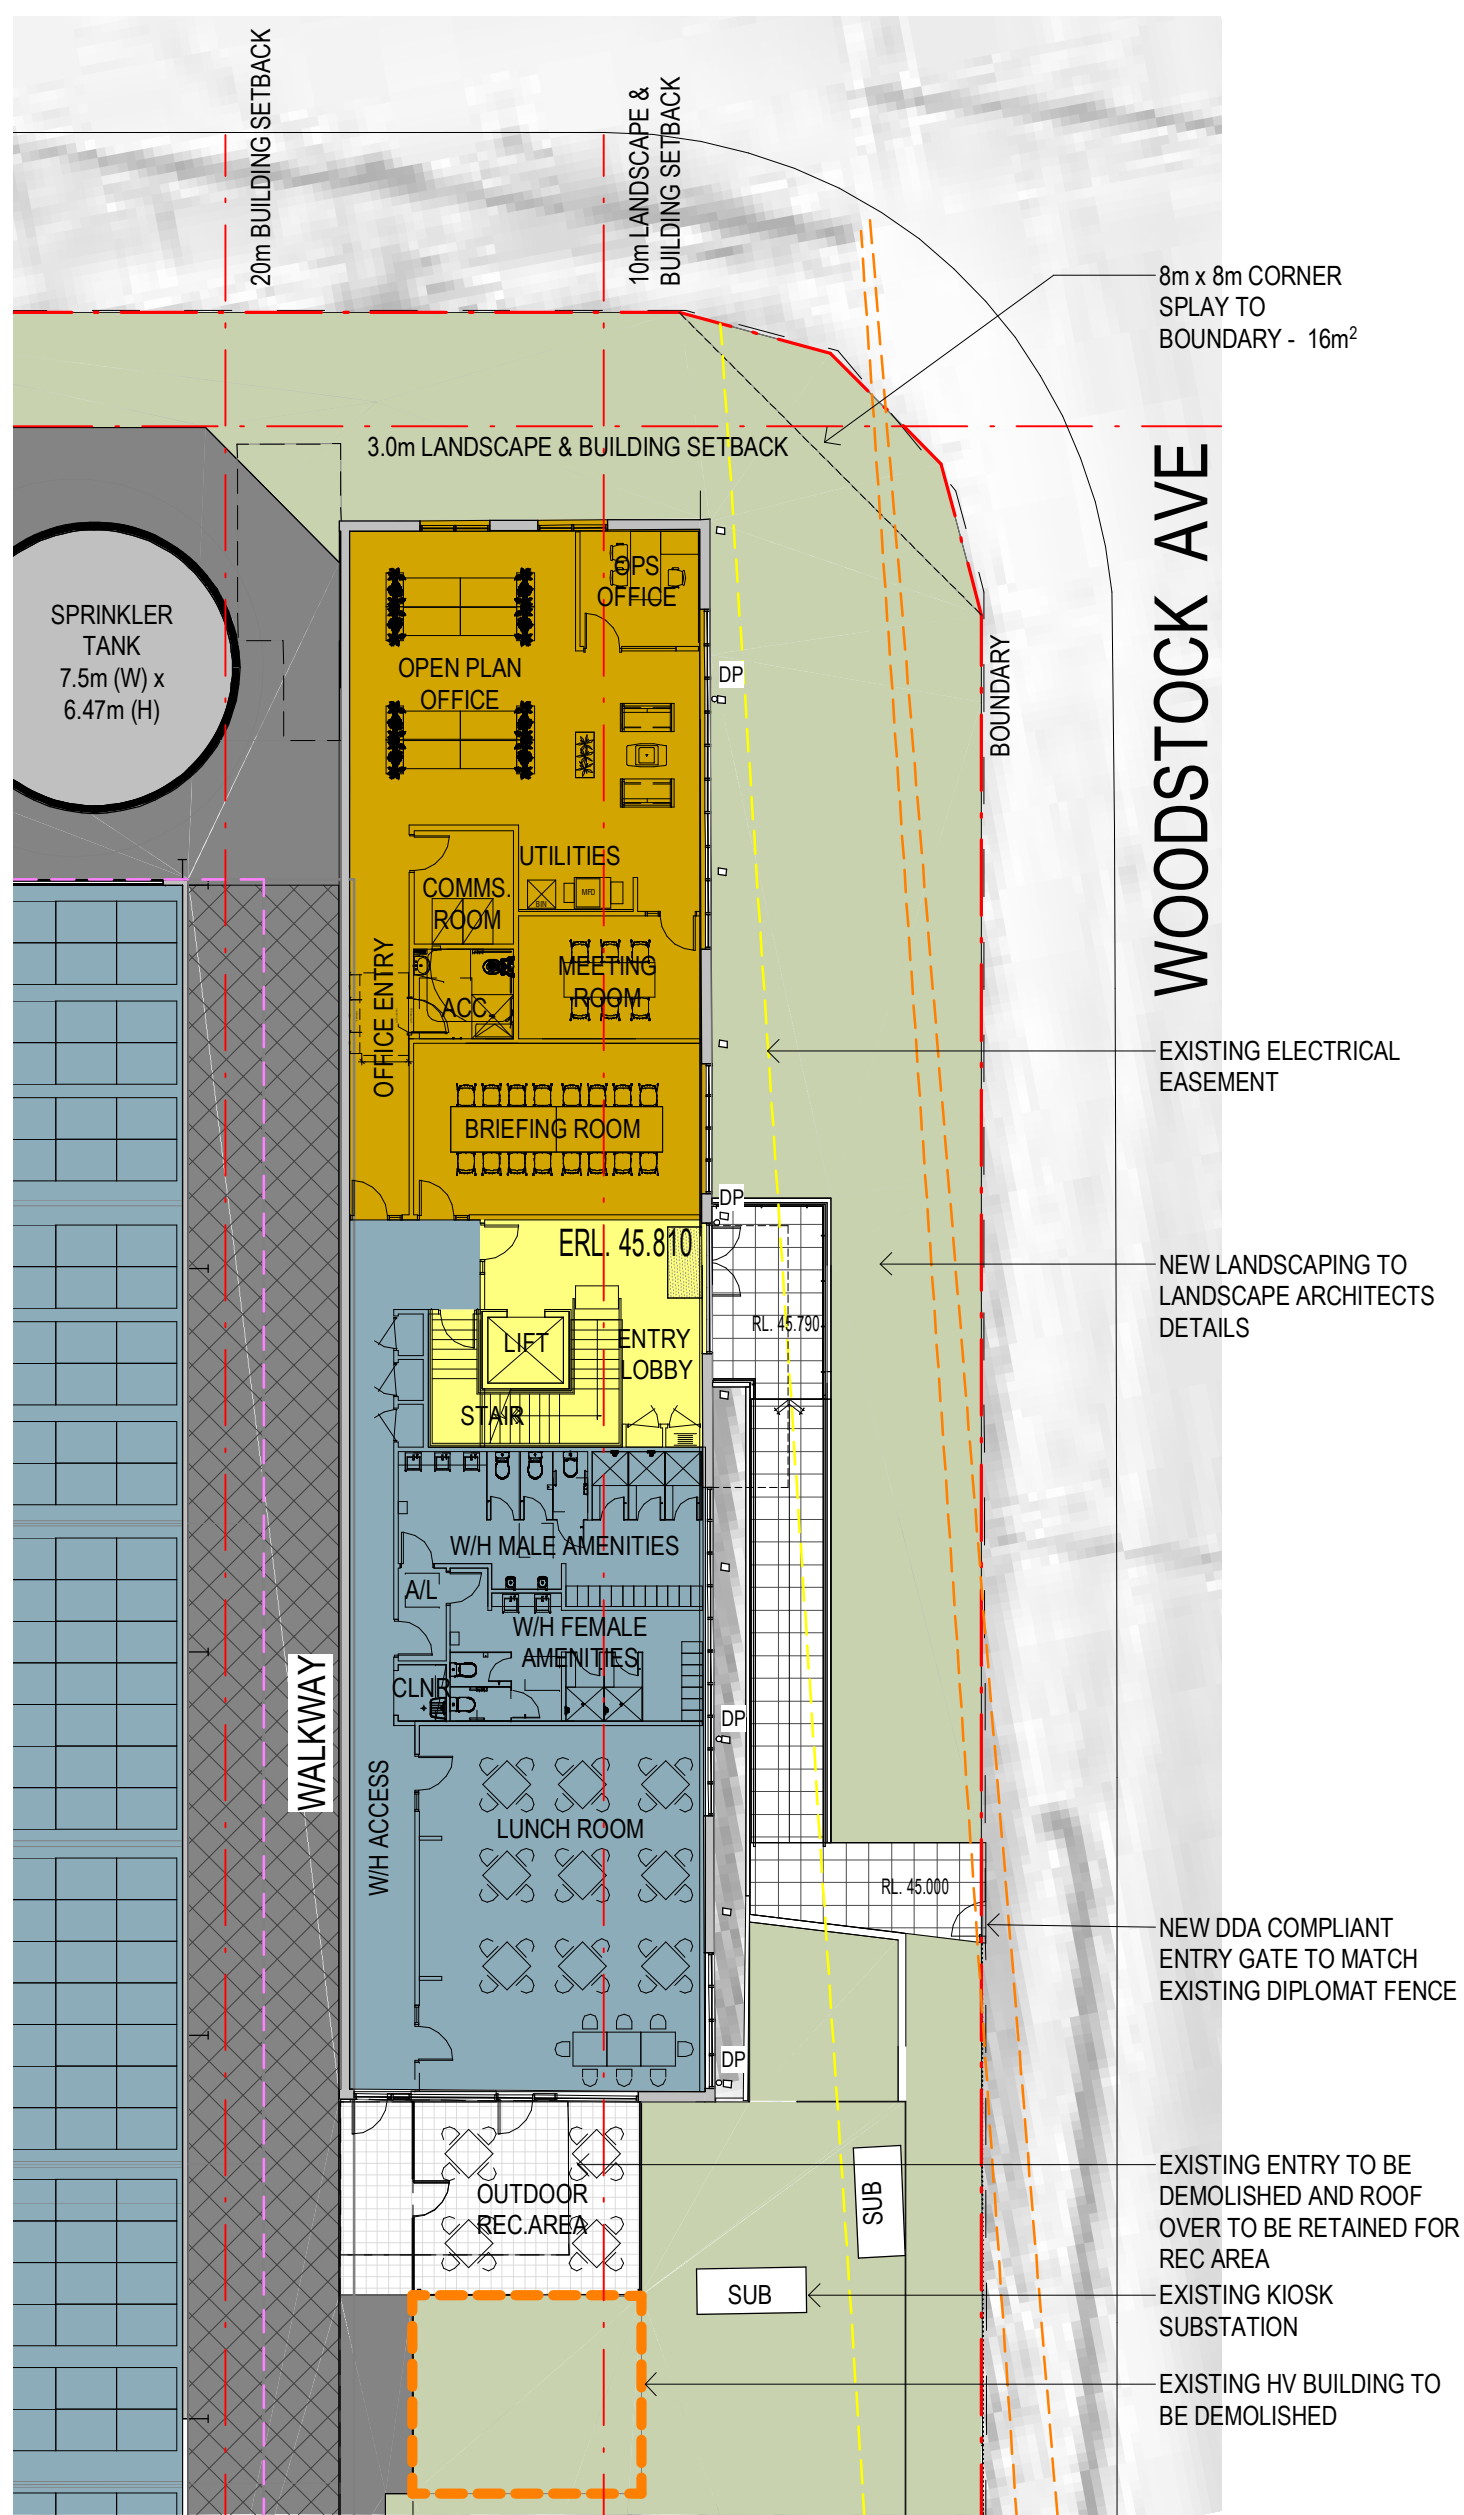 20m BUILDING SETBACK
10m LANDSCAPE &
BUILDING SETBACK
8m x 8m CORNER
SPLAY TO
BOUNDARY - 16m²
3.0m LANDSCAPE & BUILDING SETBACK
WOODSTOCK AVE
BOUNDARY
SPRINKLER
TANK
7.5m (W) x
6.47m (H)
OPS
OFFICE
OPEN PLAN
OFFICE
DP
UTILITIES
BIN
MFD
COMMS.
ROOM
MEETING
ROOM
ACC.
OFFICE ENTRY
BRIEFING ROOM
EXISTING ELECTRICAL
EASEMENT
DP
ERL. 45.810
NEW LANDSCAPING TO
LANDSCAPE ARCHITECTS
DETAILS
RL. 45.790
LIFT
ENTRY
LOBBY
STAIR
W/H MALE AMENITIES
A/L
W/H FEMALE
AMENITIES
CLNR
WALKWAY
DP
W/H ACCESS
LUNCH ROOM
RL. 45.000
NEW DDA COMPLIANT
ENTRY GATE TO MATCH
EXISTING DIPLOMAT FENCE
DP
OUTDOOR
REC.AREA
SUB
EXISTING ENTRY TO BE
DEMOLISHED AND ROOF
OVER TO BE RETAINED FOR
REC AREA
SUB
EXISTING KIOSK
SUBSTATION
EXISTING HV BUILDING TO
BE DEMOLISHED